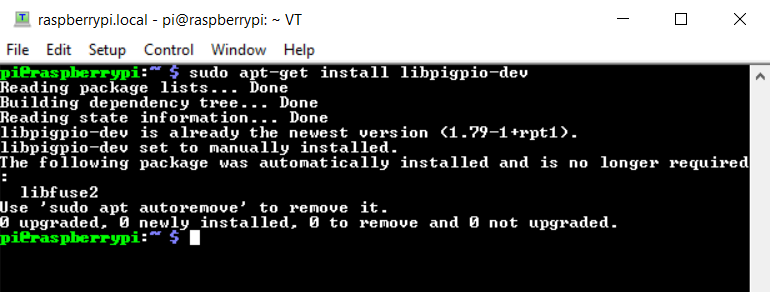 raspberrypi.local - pi@raspberrypi: ~ VT
File Edit Setup Control Window Help
pi@raspberrypi:~ $ sudo apt-get install libpigpio-dev
Reading package lists... Done
Building dependency tree... Done
Reading state information... Done
libpigpio-dev is already the newest version (1.79-1+rpt1).
libpigpio-dev set to manually installed.
The following package was automatically installed and is no longer required
:
  libfuse2
Use 'sudo apt autoremove' to remove it.
0 upgraded, 0 newly installed, 0 to remove and 0 not upgraded.
pi@raspberrypi:~ $